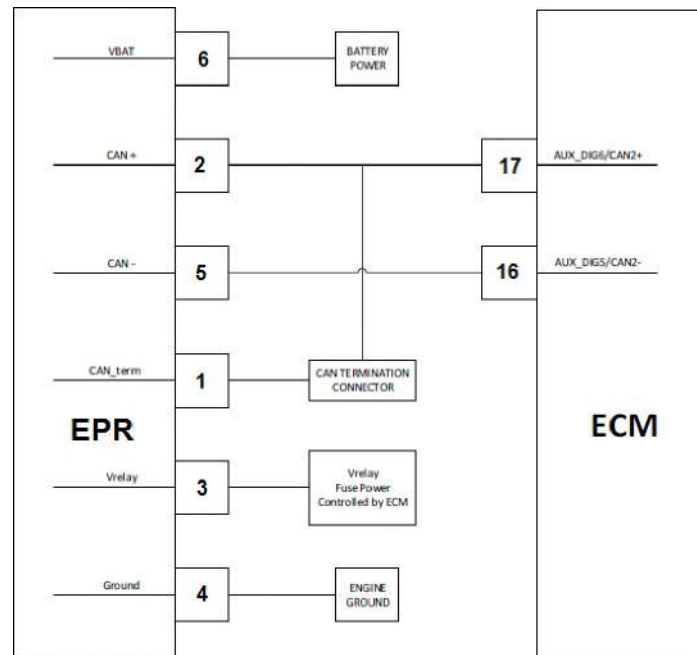 VBAT
6
BATTERY
POWER
CAN +
2
17
AUX_DIG6/CAN2+
CAN -
5
16
AUX_DIG5/CAN2-
CAN_term
1
CAN TERMINATION
CONNECTOR
EPR
ECM
Vrelay
3
Vrelay
Fuse Power
Controlled by ECM
Ground
4
ENGINE
GROUND